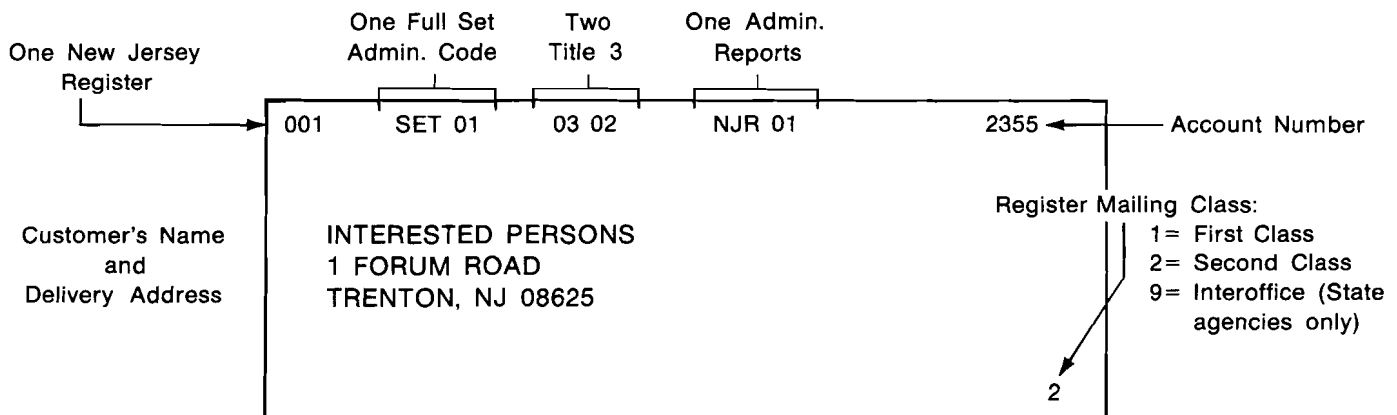 One Full Set
Admin. Code
Two
Title 3
One Admin.
Reports
One New Jersey
Register
001 SET 01 03 02 NJR 01 2355
Account Number
Register Mailing Class:
1= First Class
2= Second Class
9= Interoffice (State
agencies only)
Customer's Name
and
Delivery Address
INTERESTED PERSONS
1 FORUM ROAD
TRENTON, NJ 08625
2